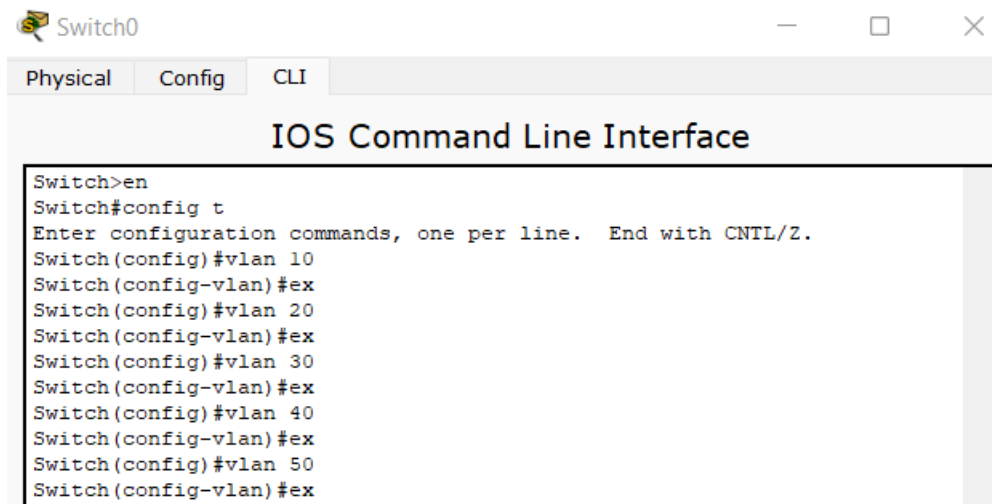 Switch0
Physical Config CLI
IOS Command Line Interface
Switch>en
Switch#config t
Enter configuration commands, one per line.  End with CNTL/Z.
Switch(config)#vlan 10
Switch(config-vlan)#ex
Switch(config)#vlan 20
Switch(config-vlan)#ex
Switch(config)#vlan 30
Switch(config-vlan)#ex
Switch(config)#vlan 40
Switch(config-vlan)#ex
Switch(config)#vlan 50
Switch(config-vlan)#ex